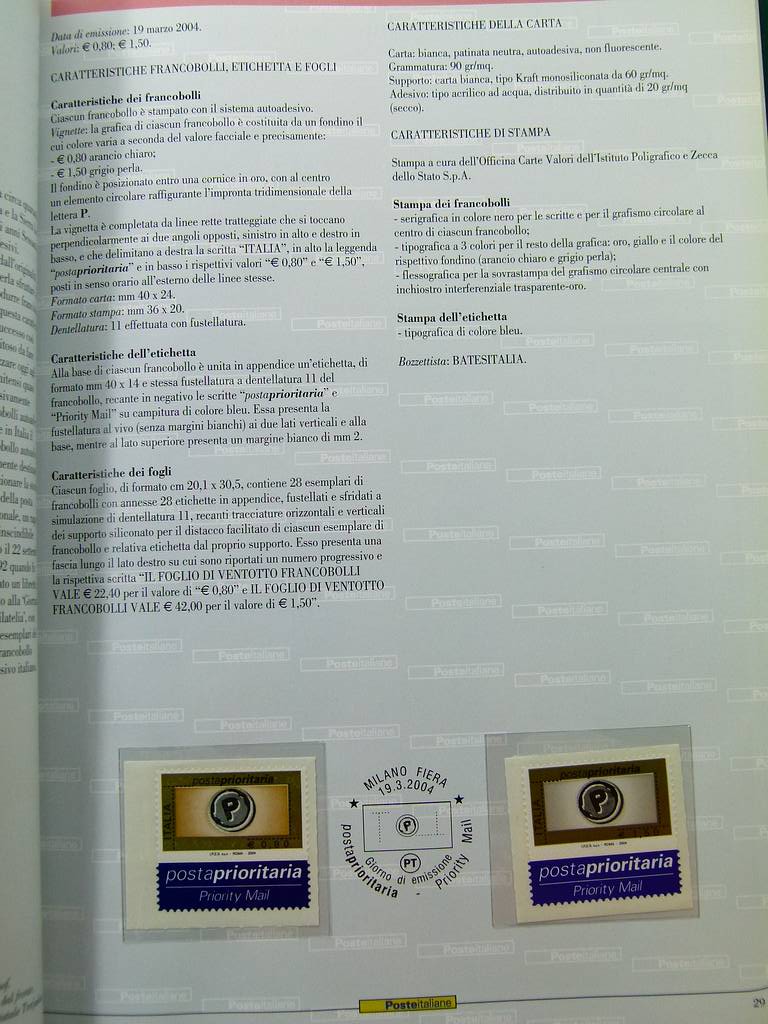 Data di emissione: 19 marzo 2004.
Valori: € 0,80; € 1,50.
CARATTERISTICHE FRANCOBOLLI, ETICHETTA E FOGLI
Caratteristiche dei francobolli
Ciascun francobollo è stampato con il sistema autoadesivo.
Vignette: la grafica di ciascun francobollo è costituita da un fondino il
cui colore varia a seconda del valore facciale e precisamente:
- € 0,80 arancio chiaro;
- € 1,50 grigio perla.
Il fondino è posizionato entro una cornice in oro, con al centro
un elemento circolare raffigurante l'impronta tridimensionale della
lettera P.
La vignetta è completata da linee rette tratteggiate che si toccano
perpendicolarmente ai due angoli opposti, sinistro in alto e destro in
basso, e che delimitano a destra la scritta "ITALIA", in alto la leggenda
"postaprioritaria" e in basso i rispettivi valori "€ 0,80" e "€ 1,50",
posti in senso orario all'esterno delle linee stesse.
Formato carta: mm 40 x 24.
Formato stampa: mm 36 x 20.
Dentellatura: 11 effettuata con fustellatura.
Caratteristiche dell'etichetta
Alla base di ciascun francobollo è unita in appendice un'etichetta, di
formato mm 40 x 14 e stessa fustellatura a dentellatura 11 del
francobollo, recante in negativo le scritte "postaprioritaria" e
"Priority Mail" su campitura di colore bleu. Essa presenta la
fustellatura al vivo (senza margini bianchi) ai due lati verticali e alla
base, mentre al lato superiore presenta un margine bianco di mm 2.
Caratteristiche dei fogli
Ciascun foglio, di formato cm 20,1 x 30,5, contiene 28 esemplari di
francobolli con annesse 28 etichette in appendice, fustellati e sfridati a
simulazione di dentellatura 11, recanti tracciature orizzontali e verticali
dei supporto siliconato per il distacco facilitato di ciascun esemplare di
francobollo e relativa etichetta dal proprio supporto. Esso presenta una
fascia lungo il lato destro su cui sono riportati un numero progressivo e
la rispettiva scritta "IL FOGLIO DI VENTOTTO FRANCOBOLLI
VALE € 22,40 per il valore di "€ 0,80" e IL FOGLIO DI VENTOTTO
FRANCOBOLLI VALE € 42,00 per il valore di € 1,50".
CARATTERISTICHE DELLA CARTA
Carta: bianca, patinata neutra, autoadesiva, non fluorescente.
Grammatura: 90 gr/mq.
Supporto: carta bianca, tipo Kraft monosiliconata da 60 gr/mq.
Adesivo: tipo acrilico ad acqua, distribuito in quantità di 20 gr/mq
(secco).
CARATTERISTICHE DI STAMPA
Stampa a cura dell'Officina Carte Valori dell'Istituto Poligrafico e Zecca
dello Stato S.p.A.
Stampa dei francobolli
- serigrafica in colore nero per le scritte e per il grafismo circolare al
centro di ciascun francobollo;
- tipografica a 3 colori per il resto della grafica: oro, giallo e il colore del
rispettivo fondino (arancio chiaro e grigio perla);
- flessografica per la sovrastampa del grafismo circolare centrale con
inchiostro interferenziale trasparente-oro.
Stampa dell'etichetta
- tipografica di colore bleu.
Bozzettista: BATESITALIA.
postaprioritaria
ITALIA
P
€ 0,80
I.P.Z.S. S.p.A. - ROMA - 2004
postaprioritaria
Priority Mail
MILANO FIERA
19.3.2004
P
PT
Giorno di emissione
postaprioritaria - Priority Mail
postaprioritaria
ITALIA
P
I.P.Z.S. S.p.A. - ROMA - 2004
postaprioritaria
Priority Mail
Posteitaliane
29